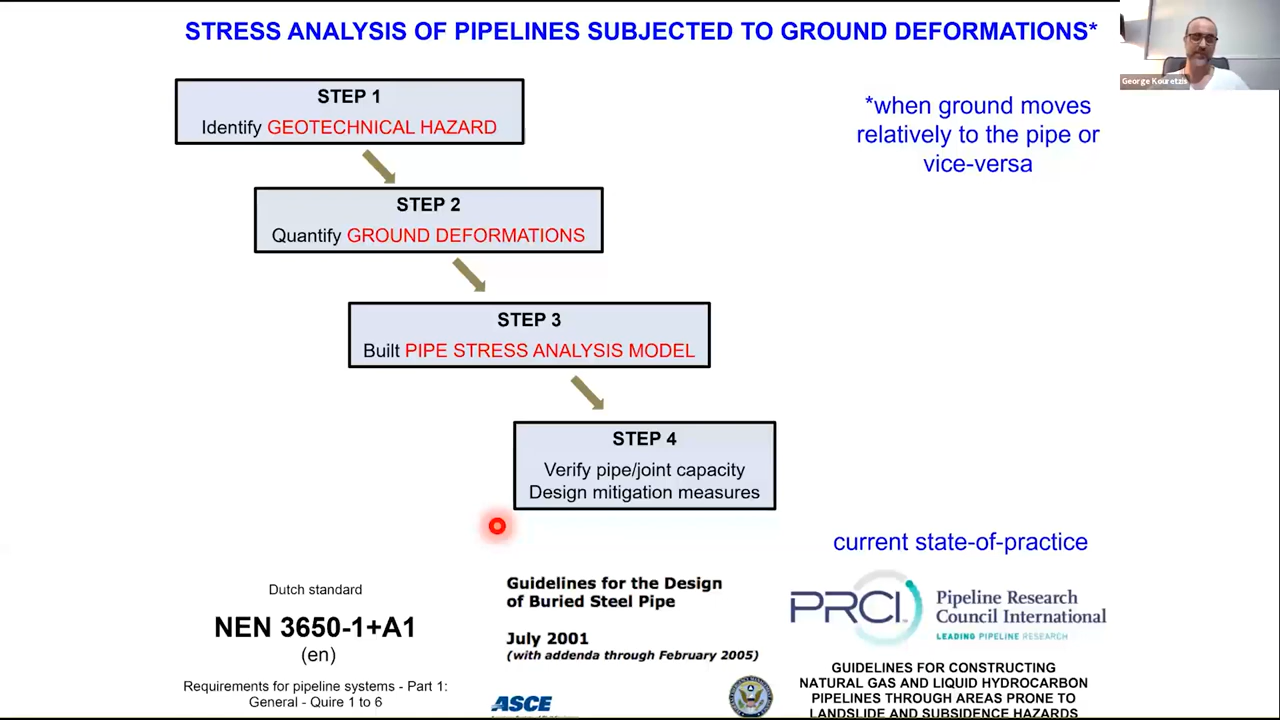 STRESS ANALYSIS OF PIPELINES SUBJECTED TO GROUND DEFORMATIONS*
George Kouretzis
*when ground moves
relatively to the pipe or
vice-versa
STEP 1
Identify GEOTECHNICAL HAZARD
STEP 2
Quantify GROUND DEFORMATIONS
STEP 3
Built PIPE STRESS ANALYSIS MODEL
STEP 4
Verify pipe/joint capacity
Design mitigation measures
current state-of-practice
Dutch standard
NEN 3650-1+A1
(en)
Requirements for pipeline systems - Part 1:
General - Quire 1 to 6
Guidelines for the Design
of Buried Steel Pipe
July 2001
(with addenda through February 2005)
ASCE
PRCI
Pipeline Research
Council International
LEADING PIPELINE RESEARCH
GUIDELINES FOR CONSTRUCTING
NATURAL GAS AND LIQUID HYDROCARBON
PIPELINES THROUGH AREAS PRONE TO
LANDSLIDE AND SUBSIDENCE HAZARDS